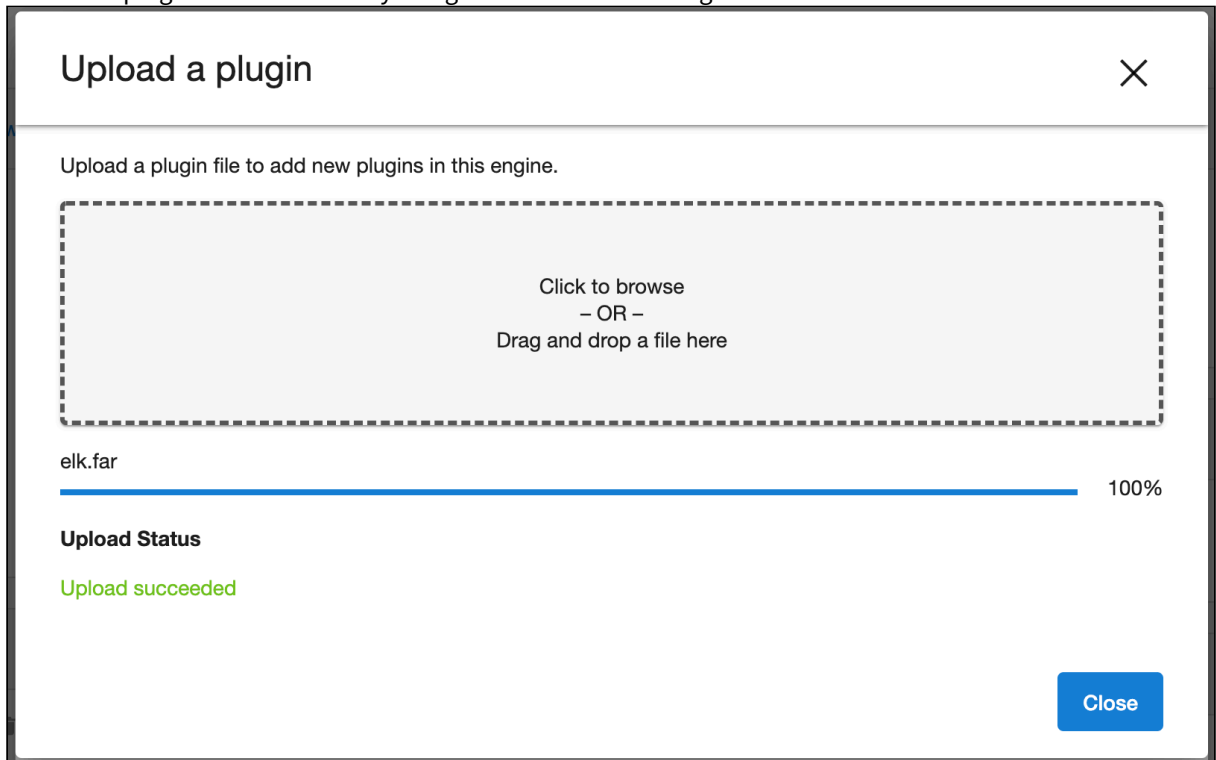 Upload a plugin
Upload a plugin file to add new plugins in this engine.
Click to browse
– OR –
Drag and drop a file here
elk.far
100%
Upload Status
Upload succeeded
Close